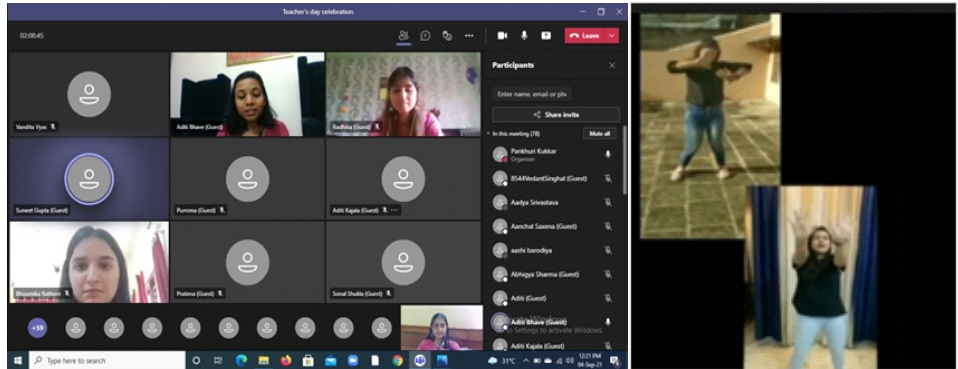 Teacher's day celebration
02:08:45
Leave
Vandita Vyas
Aditi Bhave (Guest)
Radhika (Guest)
Suneet Gupta (Guest)
Purnima (Guest)
Aditi Kajala (Guest)
Bhoomika Rathore
Pratima (Guest)
Sonal Shukla (Guest)
+59
Participants
Enter name, email or
Share invite
In this meeting (78)
Mute all
Pankhuri Kukkar
Organizer
8544VedantSinghal (Guest)
Aadya Srivastava
Aanchal Saxena (Guest)
aashi barodiya
Abhigya Sharma (Guest)
Aditi (Guest)
Aditi Bhave (Guest)
Settings to activate Windows.
Aditi Kajala (Guest)
Type here to search
31°C
12:21 PM
04-Sep-21